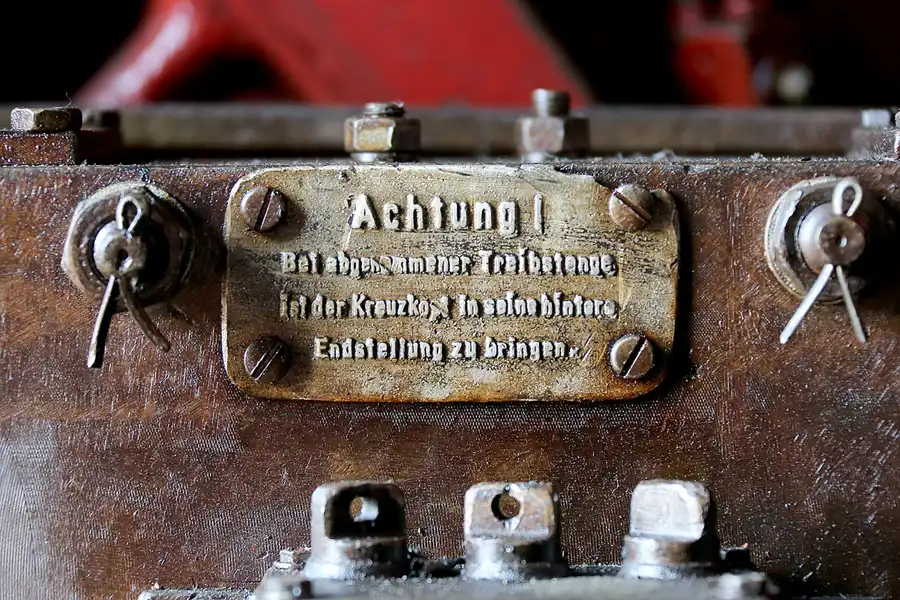 Achtung !
Bei abgenommener Treibstange
ist der Kreuzkopf in seine hintere
Endstellung zu bringen.